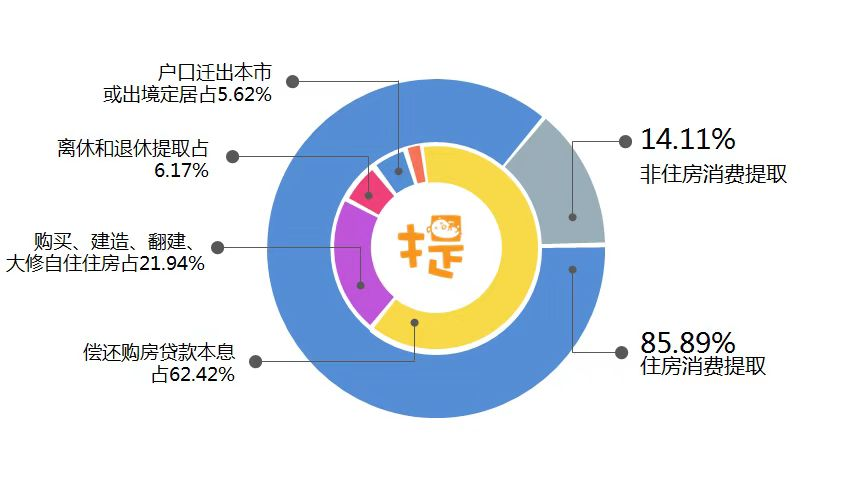 户口迁出本市
或出境定居占5.62%
离休和退休提取占
6.17%
购买、建造、翻建、
大修自住住房占21.94%
偿还购房贷款本息
占62.42%
提
14.11%
非住房消费提取
85.89%
住房消费提取